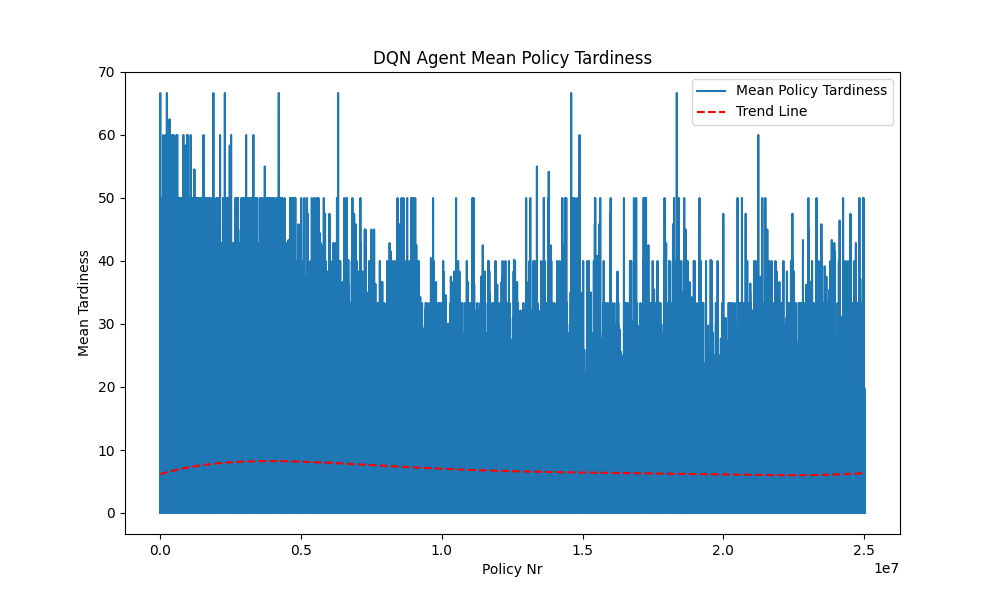 DQN Agent Mean Policy Tardiness
Mean Policy Tardiness
Trend Line
Mean Tardiness
70
60
50
40
30
20
10
0
0.0 0.5 1.0 1.5 2.0 2.5
1e7
Policy Nr